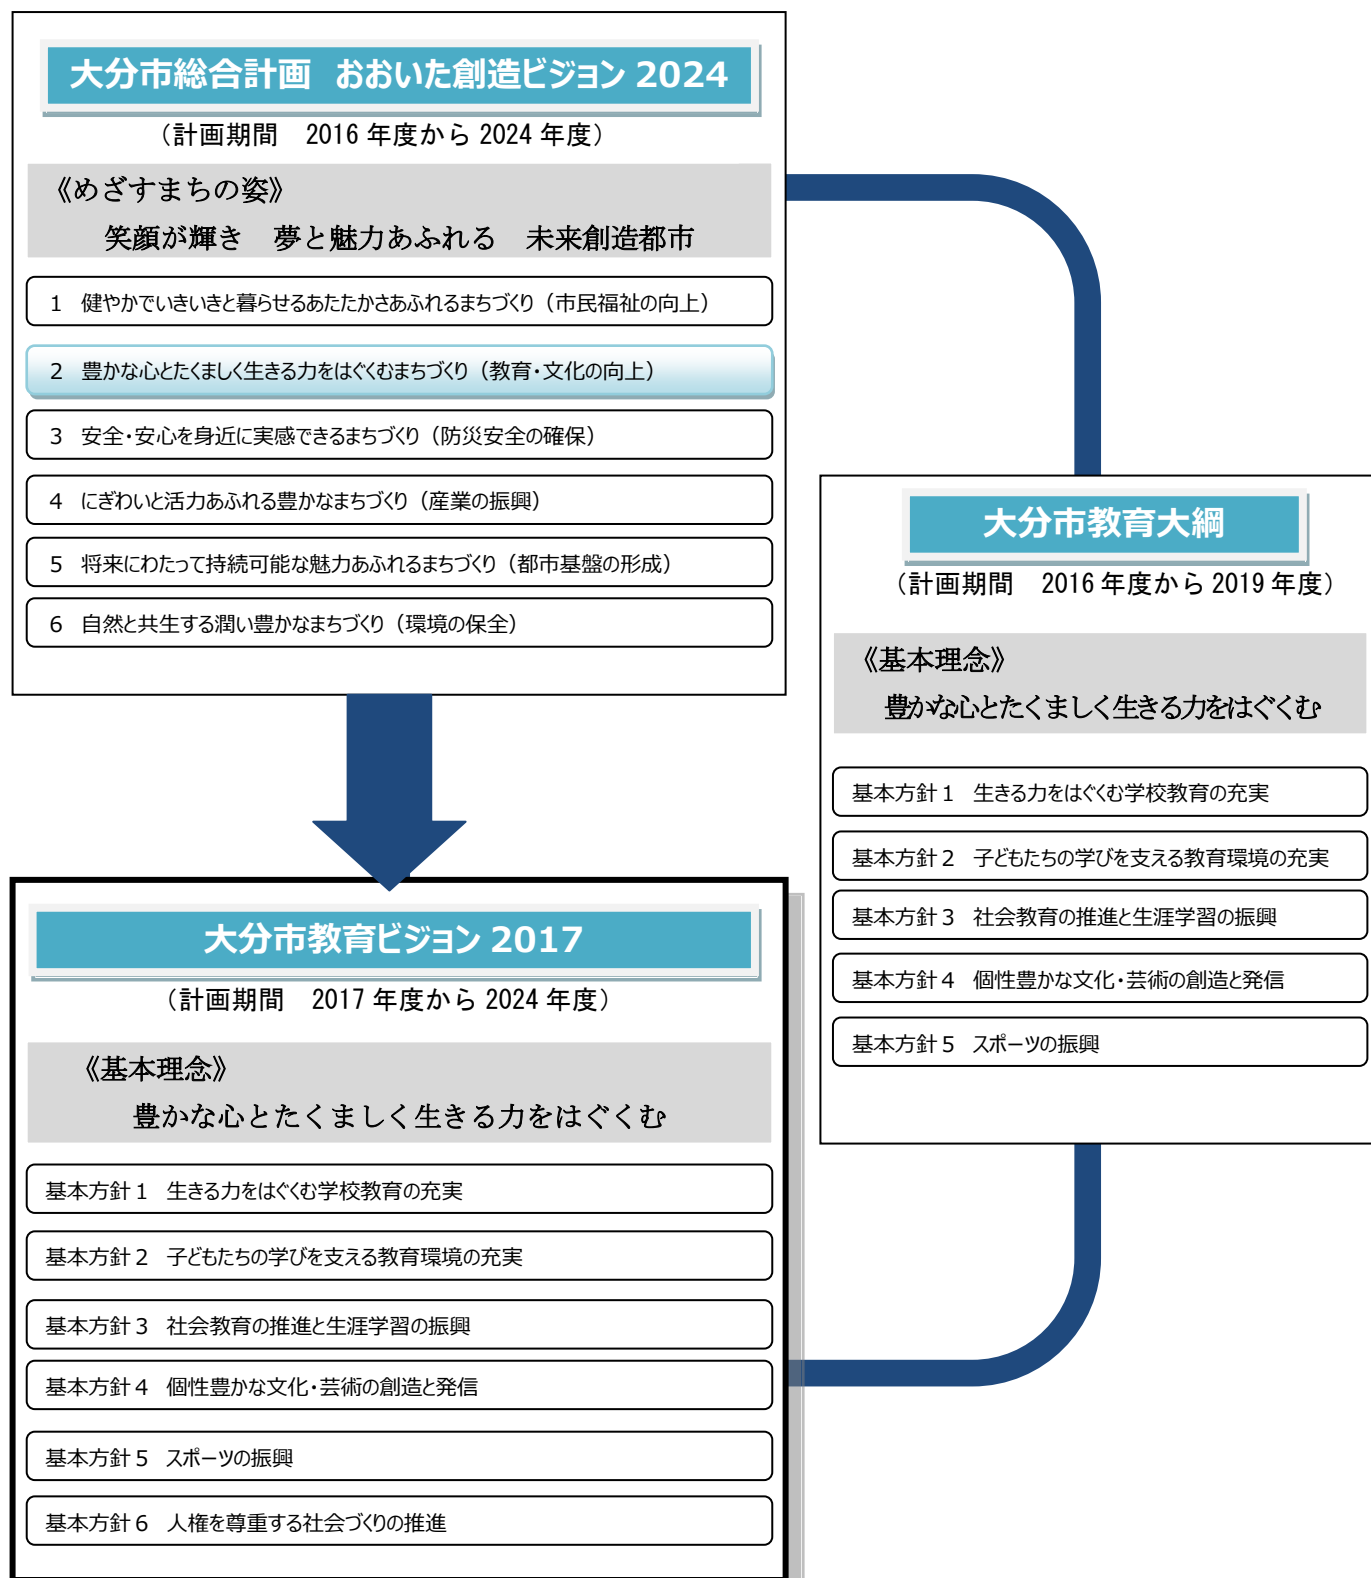 大分市総合計画　おおいた創造ビジョン 2024
（計画期間　2016 年度から 2024 年度）
《めざすまちの姿》
笑顔が輝き　夢と魅力あふれる　未来創造都市
1　健やかでいきいきと暮らせるあたたかさあふれるまちづくり（市民福祉の向上）
2　豊かな心とたくましく生きる力をはぐくむまちづくり（教育・文化の向上）
3　安全・安心を身近に実感できるまちづくり（防災安全の確保）
4　にぎわいと活力あふれる豊かなまちづくり（産業の振興）
5　将来にわたって持続可能な魅力あふれるまちづくり（都市基盤の形成）
6　自然と共生する潤い豊かなまちづくり（環境の保全）
大分市教育大綱
（計画期間　2016 年度から 2019 年度）
《基本理念》
豊かな心とたくましく生きる力をはぐくむ
基本方針１　生きる力をはぐくむ学校教育の充実
基本方針２　子どもたちの学びを支える教育環境の充実
基本方針３　社会教育の推進と生涯学習の振興
基本方針４　個性豊かな文化・芸術の創造と発信
基本方針５　スポーツの振興
大分市教育ビジョン 2017
（計画期間　2017 年度から 2024 年度）
《基本理念》
豊かな心とたくましく生きる力をはぐくむ
基本方針１　生きる力をはぐくむ学校教育の充実
基本方針２　子どもたちの学びを支える教育環境の充実
基本方針３　社会教育の推進と生涯学習の振興
基本方針４　個性豊かな文化・芸術の創造と発信
基本方針５　スポーツの振興
基本方針６　人権を尊重する社会づくりの推進